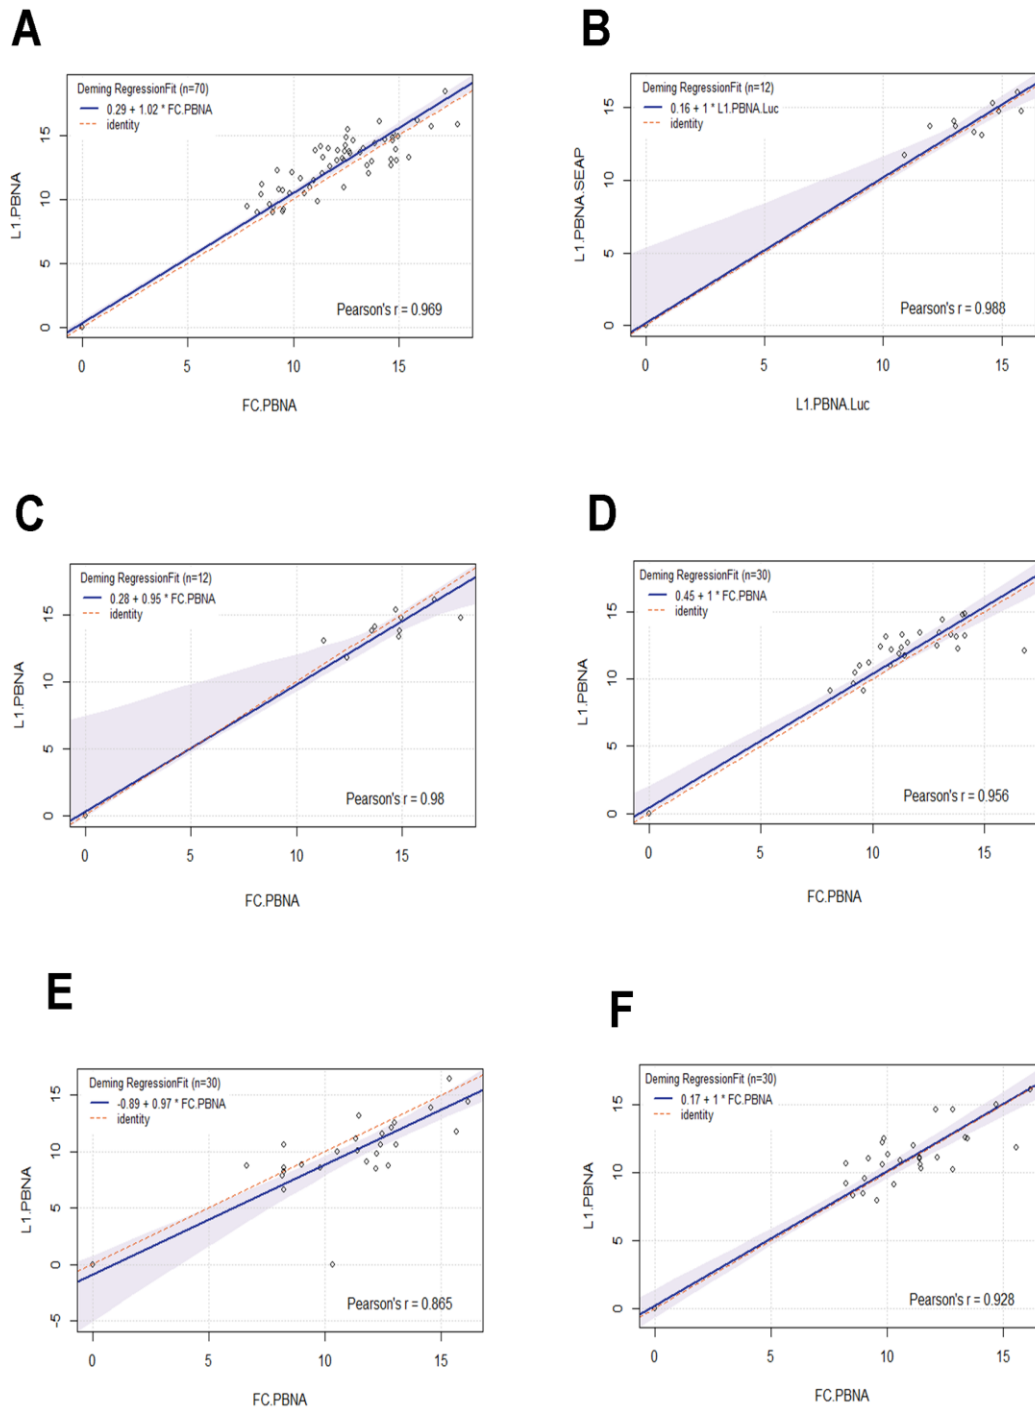 A
Deming RegressionFit (n=70)
0.29 + 1.02 * FC.PBNA
identity
L1.PBNA
15
10
5
0
Pearson's r = 0.969
0 5 10 15
FC.PBNA
B
Deming RegressionFit (n=12)
0.16 + 1 * L1.PBNA.Luc
identity
L1.PBNA.SEAP
15
10
5
0
Pearson's r = 0.988
0 5 10 15
L1.PBNA.Luc
C
Deming RegressionFit (n=12)
0.28 + 0.95 * FC.PBNA
identity
L1.PBNA
15
10
5
0
Pearson's r = 0.98
0 5 10 15
FC.PBNA
D
Deming RegressionFit (n=30)
0.45 + 1 * FC.PBNA
identity
L1.PBNA
15
10
5
0
Pearson's r = 0.956
0 5 10 15
FC.PBNA
E
Deming RegressionFit (n=30)
-0.89 + 0.97 * FC.PBNA
identity
L1.PBNA
15
10
5
0
-5
Pearson's r = 0.865
0 5 10 15
FC.PBNA
F
Deming RegressionFit (n=30)
0.17 + 1 * FC.PBNA
identity
L1.PBNA
15
10
5
0
Pearson's r = 0.928
0 5 10 15
FC.PBNA